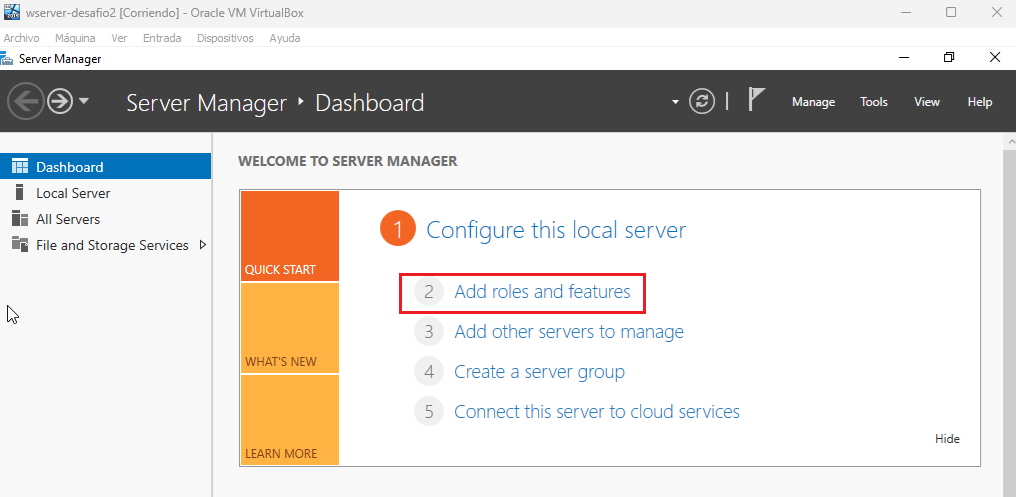 wserver-desafio2 [Corriendo] - Oracle VM VirtualBox
Archivo Máquina Ver Entrada Dispositivos Ayuda
Server Manager
Server Manager Dashboard
Manage Tools View Help
Dashboard
Local Server
All Servers
File and Storage Services
WELCOME TO SERVER MANAGER
QUICK START
WHAT'S NEW
LEARN MORE
1 Configure this local server
2 Add roles and features
3 Add other servers to manage
4 Create a server group
5 Connect this server to cloud services
Hide